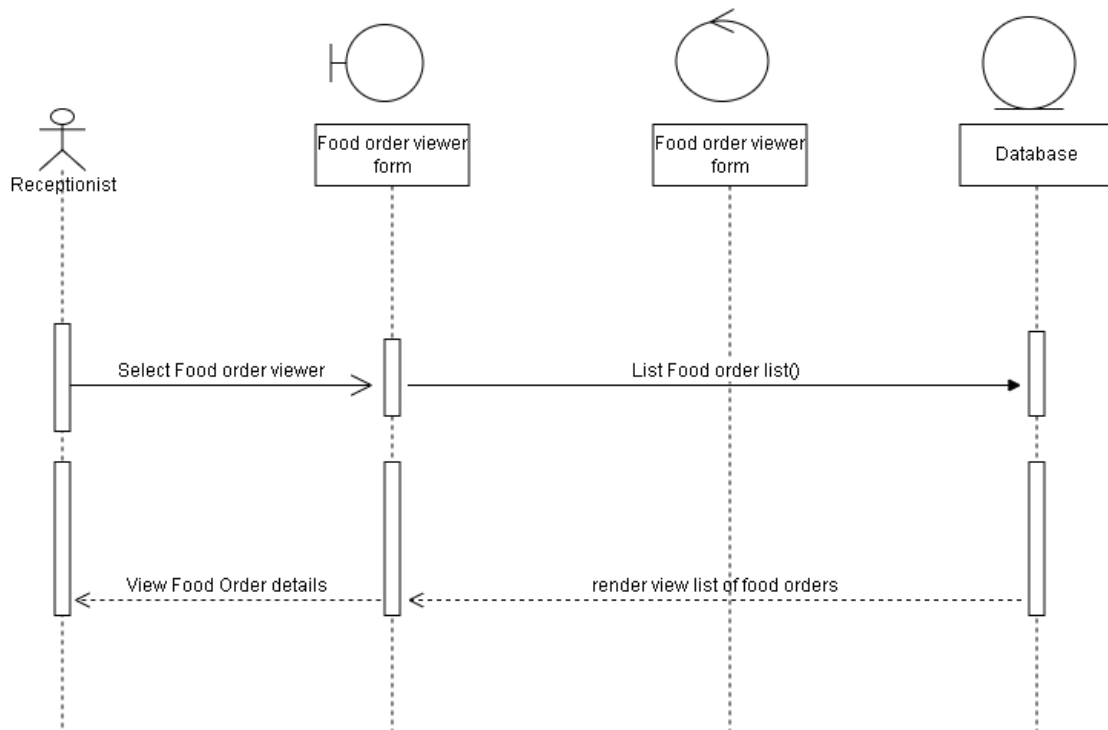 Receptionist
Food order viewer
form
Food order viewer
form
Database
Select Food order viewer
List Food order list()
View Food Order details
render view list of food orders